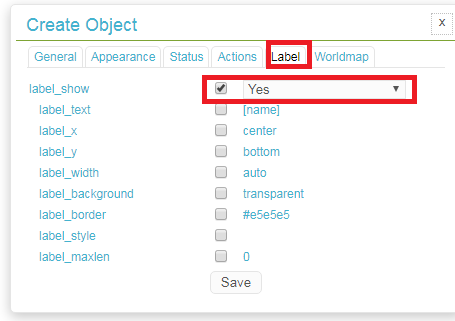 Create Object x
General Appearance Status Actions Label Worldmap
label_show Yes
label_text [name]
label_x center
label_y bottom
label_width auto
label_background transparent
label_border #e5e5e5
label_style
label_maxlen 0
Save